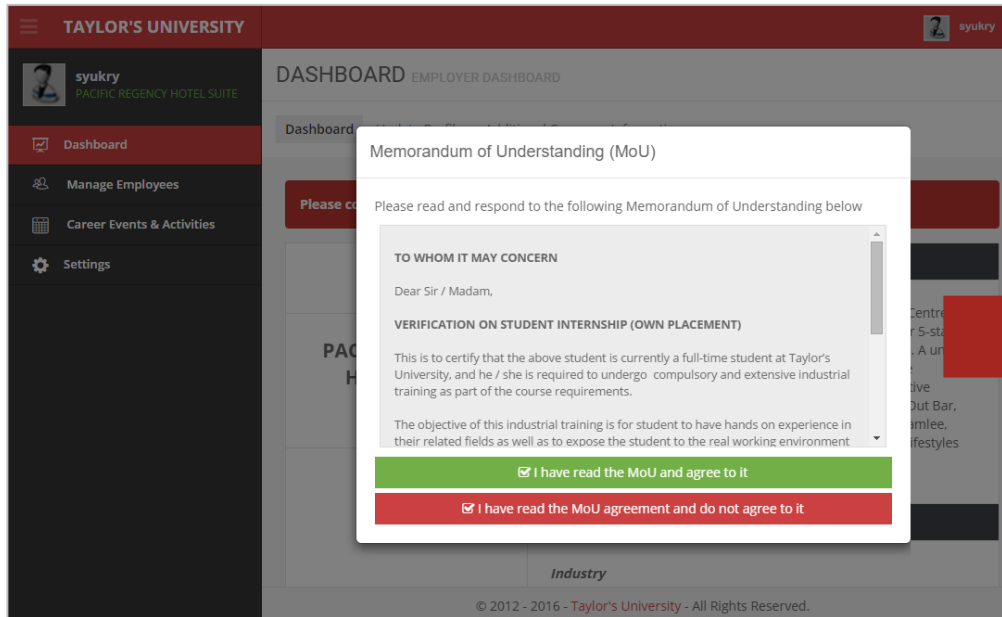 TAYLOR'S UNIVERSITY
syukry
syukry
PACIFIC REGENCY HOTEL SUITE
DASHBOARD EMPLOYER DASHBOARD
Dashboard
Dashboard
Manage Employees
Career Events & Activities
Settings
Memorandum of Understanding (MoU)
Please read and respond to the following Memorandum of Understanding below
TO WHOM IT MAY CONCERN
Dear Sir / Madam,
VERIFICATION ON STUDENT INTERNSHIP (OWN PLACEMENT)
This is to certify that the above student is currently a full-time student at Taylor's
University, and he / she is required to undergo compulsory and extensive industrial
training as part of the course requirements.
The objective of this industrial training is for student to have hands on experience in
their related fields as well as to expose the student to the real working environment
I have read the MoU and agree to it
I have read the MoU agreement and do not agree to it
Please
PAC
H
Centre
5-sta
. A un
Out Bar,
amlee,
ifestyles
Industry
© 2012 - 2016 - Taylor's University - All Rights Reserved.